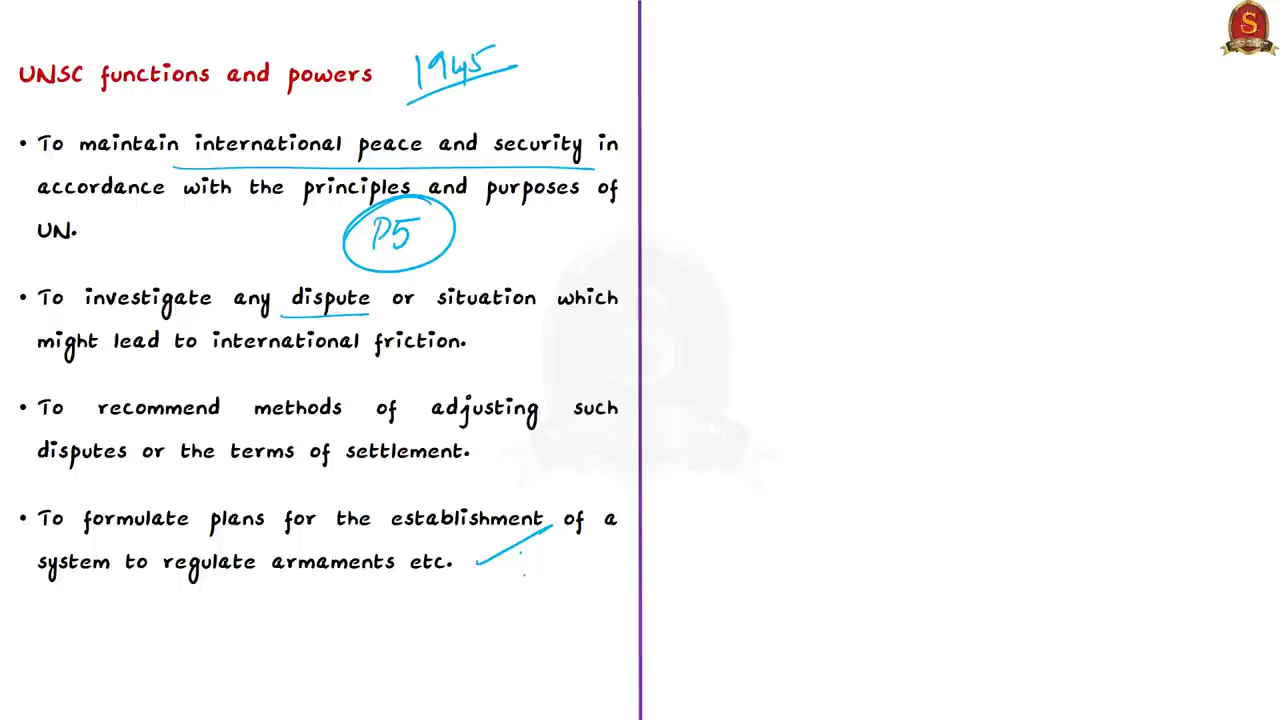 UNSC functions and powers 1945
• To maintain international peace and security in
accordance with the principles and purposes of
UN.
P5
• To investigate any dispute or situation which
might lead to international friction.
• To recommend methods of adjusting such
disputes or the terms of settlement.
• To formulate plans for the establishment of a
system to regulate armaments etc.
S